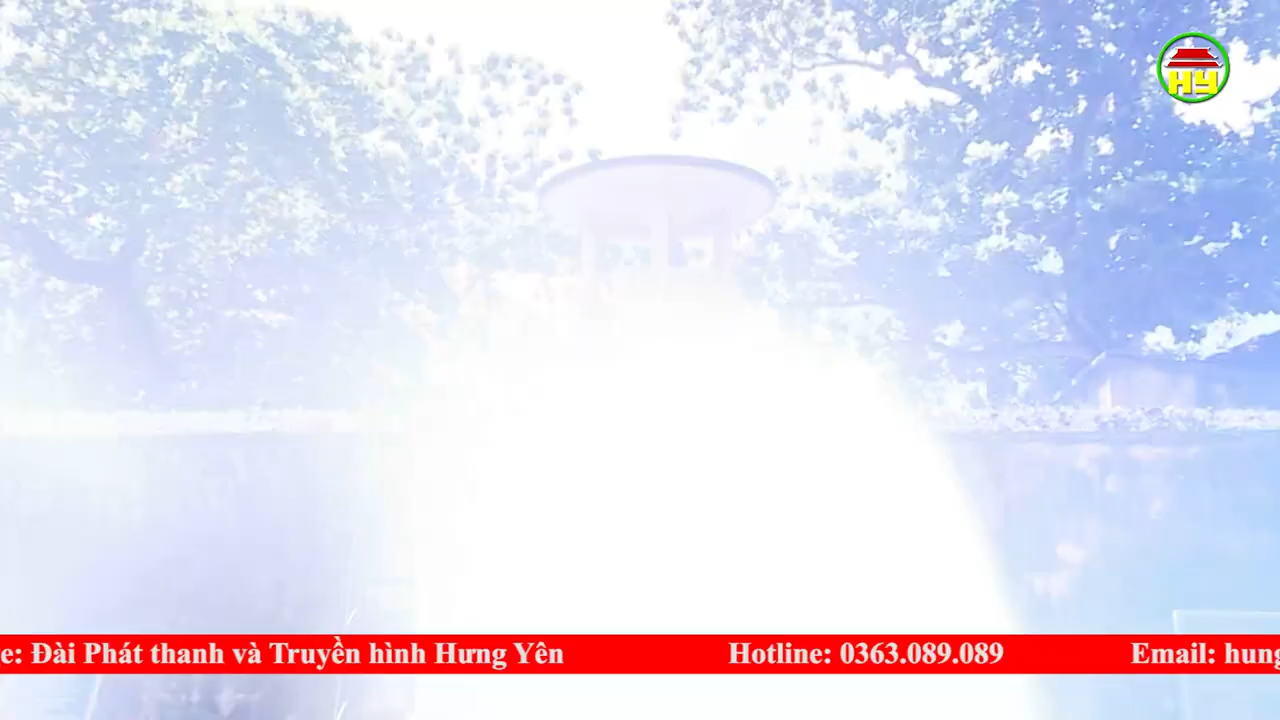 HY
e: Đài Phát thanh và Truyền hình Hưng Yên Hotline: 0363.089.089 Email: hung